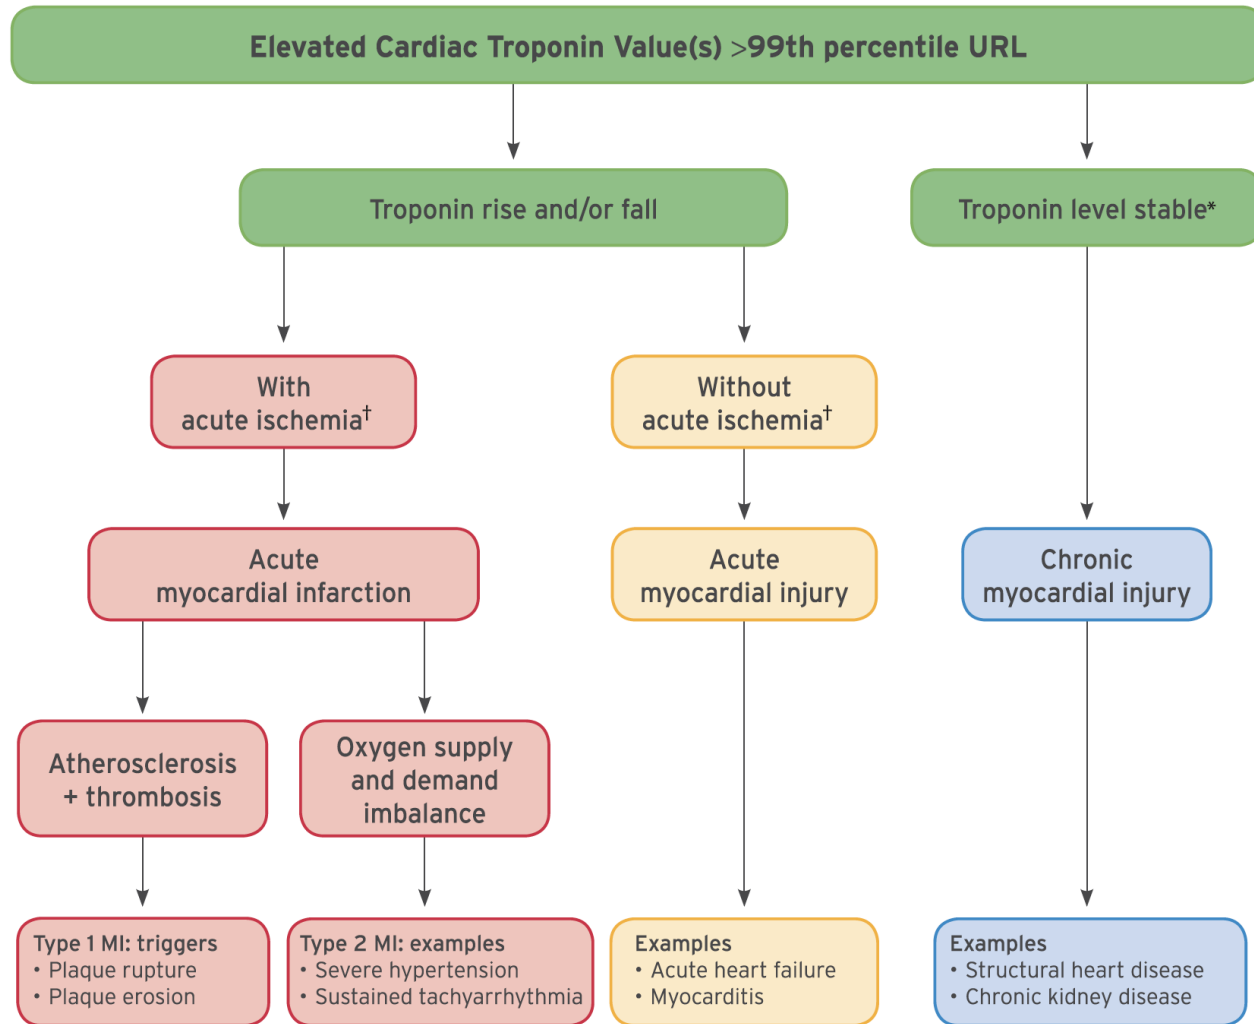 Elevated Cardiac Troponin Value(s) >99th percentile URL
Troponin rise and/or fall
Troponin level stable*
With
acute ischemia†
Without
acute ischemia†
Acute
myocardial infarction
Acute
myocardial injury
Chronic
myocardial injury
Atherosclerosis
+ thrombosis
Oxygen supply
and demand
imbalance
Type 1 MI: triggers
• Plaque rupture
• Plaque erosion
Type 2 MI: examples
• Severe hypertension
• Sustained tachyarrhythmia
Examples
• Acute heart failure
• Myocarditis
Examples
• Structural heart disease
• Chronic kidney disease